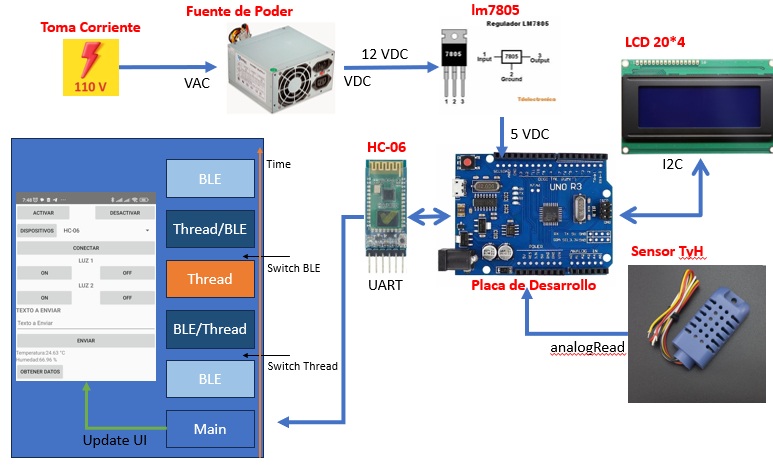 Toma Corriente
110 V
VAC
Fuente de Poder
12 VDC
VDC
lm7805
Regulador LM7805
7805
1 2 3
1
Input
7805
3
Output
2
Ground
Tdelectronica
LCD 20*4
5 VDC
I2C
HC-06
UART
UNO R3
Placa de Desarrollo
Sensor TyH
analogRead
Time
BLE
Thread/BLE
Switch BLE
Thread
BLE/Thread
Switch Thread
BLE
Main
Update UI
7:48
ACTIVAR
DESACTIVAR
DISPOSITIVOS
HC-06
CONECTAR
LUZ 1
ON
OFF
LUZ 2
ON
OFF
TEXTO A ENVIAR
Texto a Enviar
ENVIAR
Temperatura:24.63 °C
Humedad:66.96 %
OBTENER DATOS